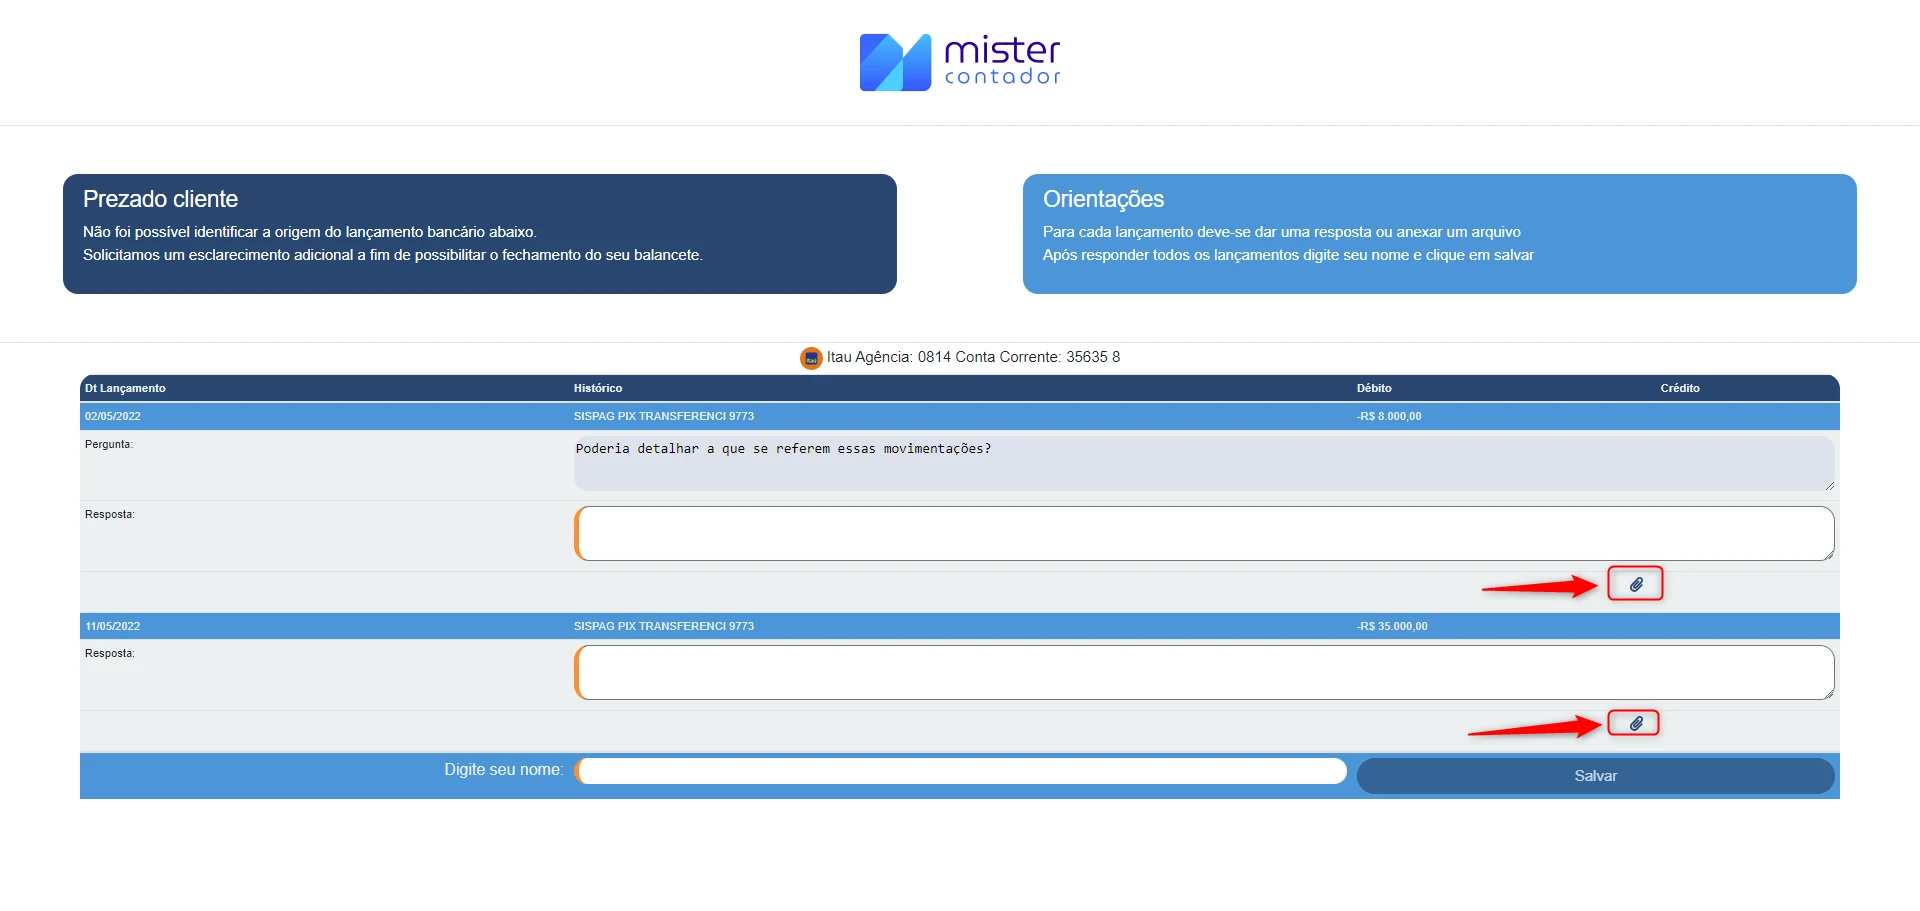 mister
contador
Prezado cliente
Não foi possível identificar a origem do lançamento bancário abaixo.
Solicitamos um esclarecimento adicional a fim de possibilitar o fechamento do seu balancete.
Orientações
Para cada lançamento deve-se dar uma resposta ou anexar um arquivo
Após responder todos os lançamentos digite seu nome e clique em salvar
Itau Agência: 0814 Conta Corrente: 35635 8
Dt Lançamento Histórico Débito Crédito
02/05/2022 SISPAG PIX TRANSFERENCI 9773 -R$ 8.000,00
Pergunta: Poderia detalhar a que se referem essas movimentações?
Resposta:
11/05/2022 SISPAG PIX TRANSFERENCI 9773 -R$ 35.000,00
Resposta:
Digite seu nome: Salvar